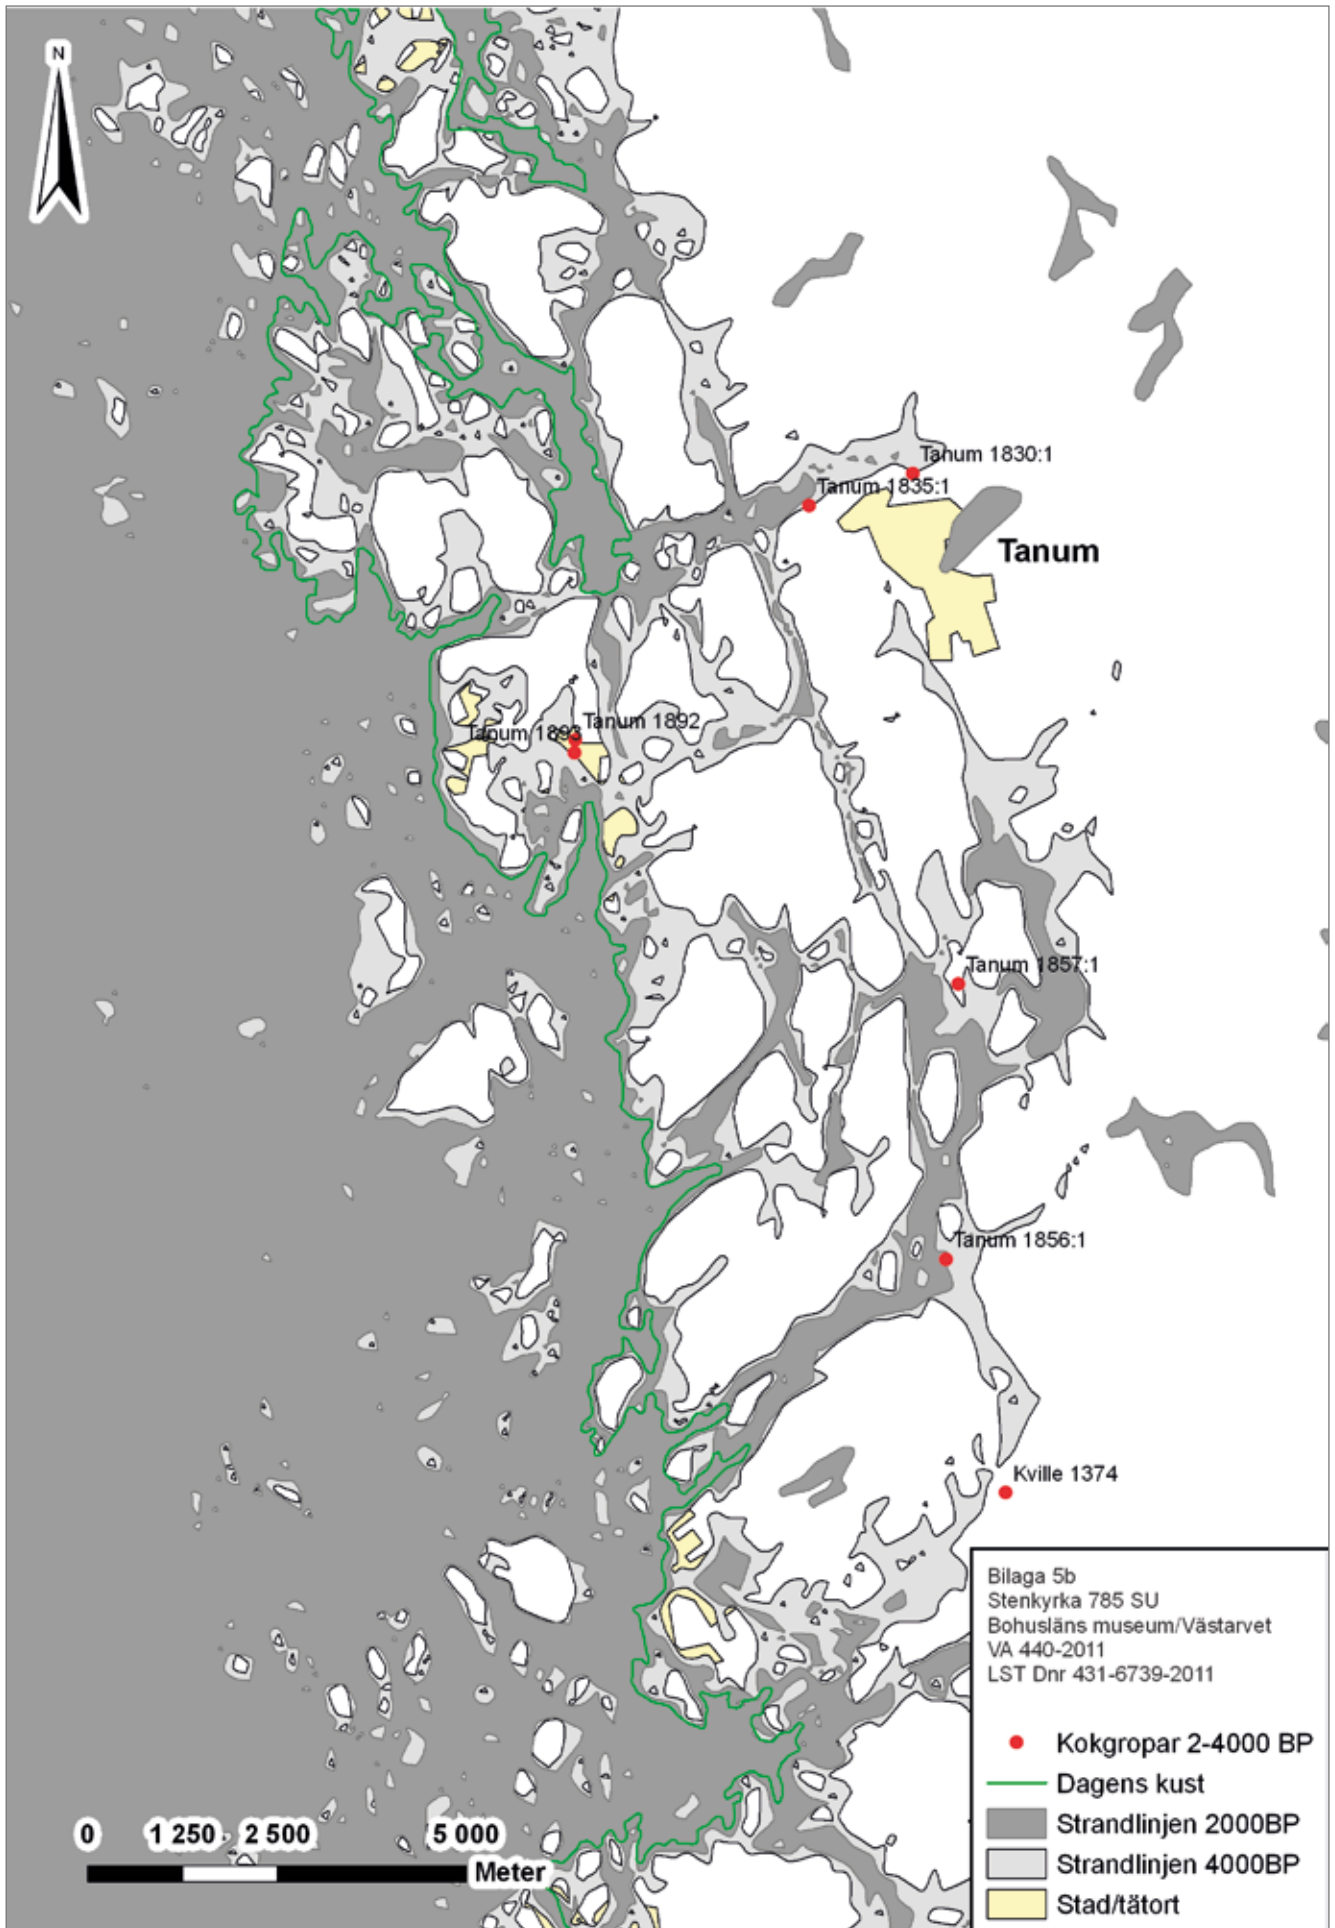 N
Tanum 1830:1
Tanum 1835:1
Tanum
Tanum 1892
Tanum 1893
Tanum 1857:1
Tanum 1856:1
Kville 1374
Bilaga 5b
Stenkyrka 785 SU
Bohusläns museum/Västarvet
VA 440-2011
LST Dnr 431-6739-2011
Kokgropar 2-4000 BP
Dagens kust
Strandlinjen 2000BP
Strandlinjen 4000BP
Stad/tätort
0 1 250 2 500 5 000
Meter